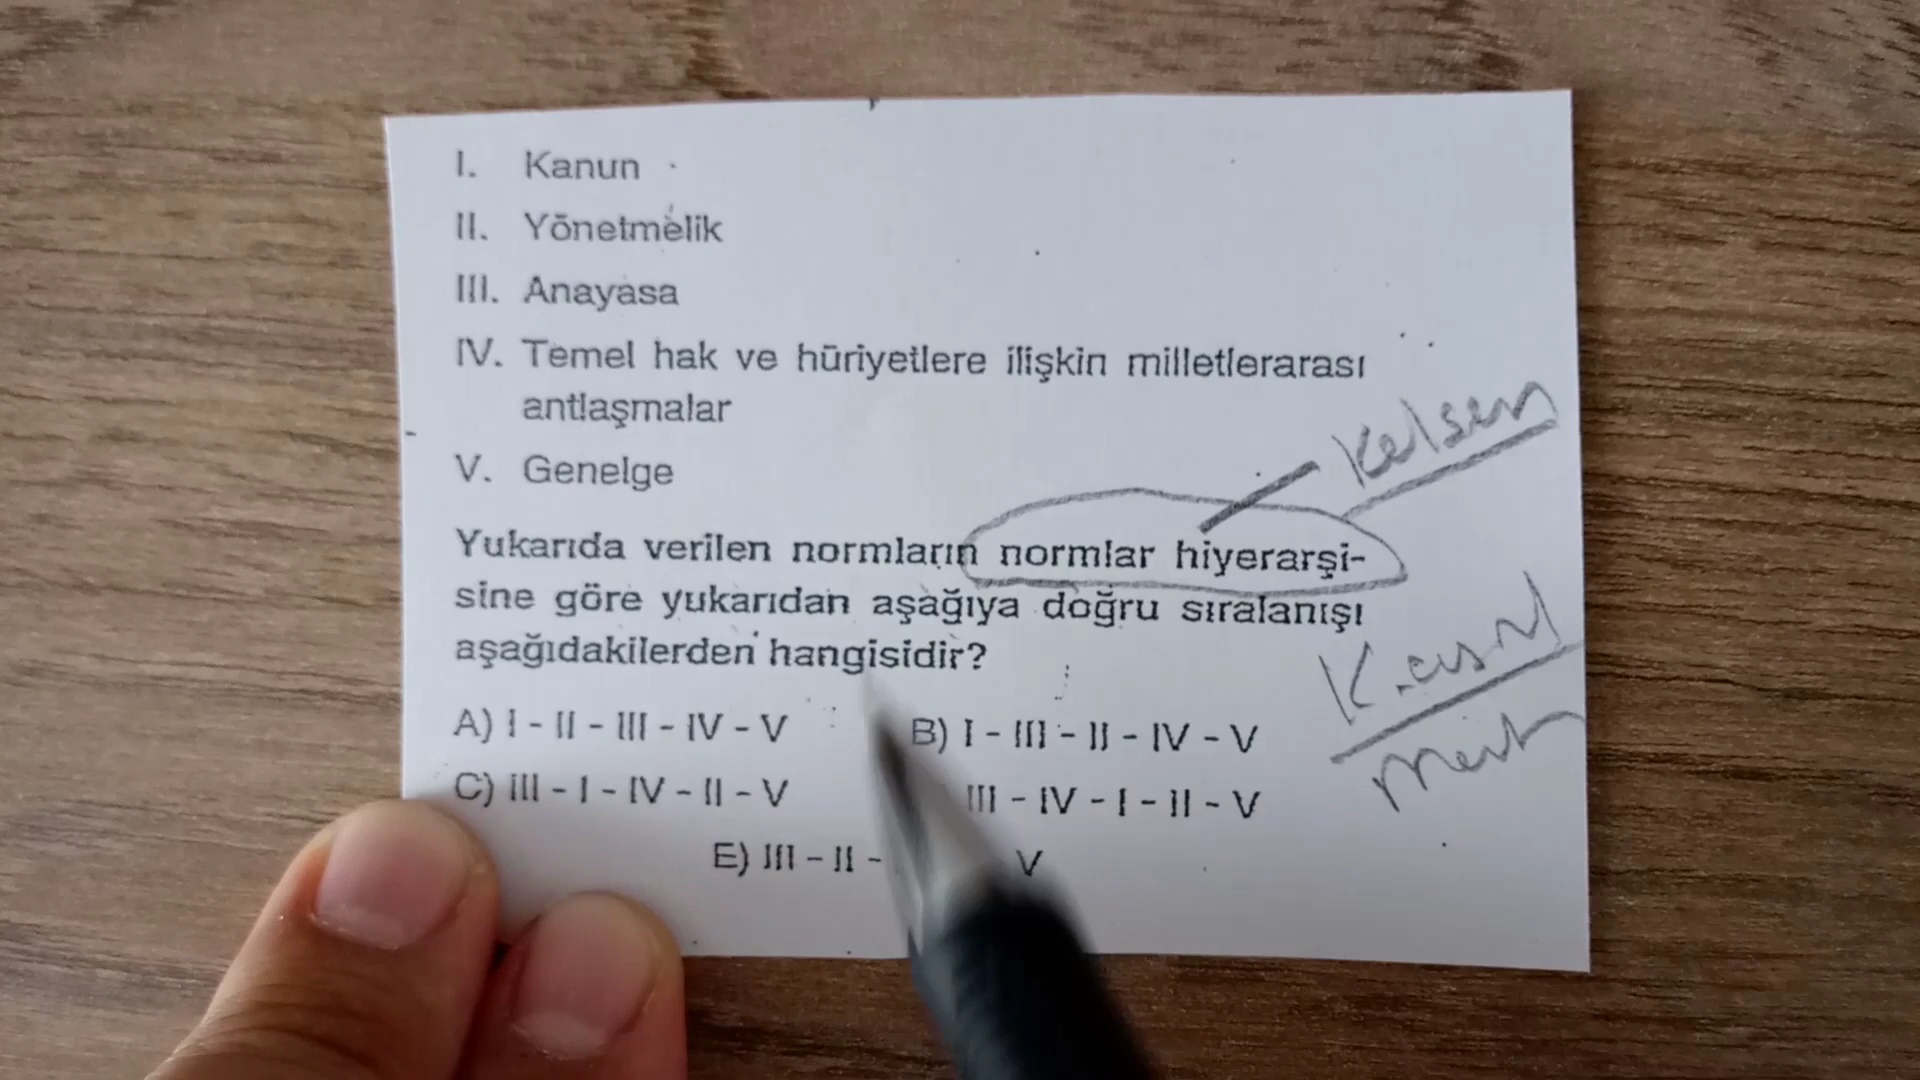 I. Kanun
II. Yönetmelik
III. Anayasa
IV. Temel hak ve hüriyetlere ilişkin milletlerarası
antlaşmalar
V. Genelge
Kelsen
Yukarıda verilen normların normlar hiyerarşi-
sine göre yukarıdan aşağıya doğru sıralanışı
aşağıdakilerden hangisidir?
A) I - II - III - IV - V
B) I - III - II - IV - V
C) III - I - IV - II - V
III - IV - I - II - V
E) III - II - V